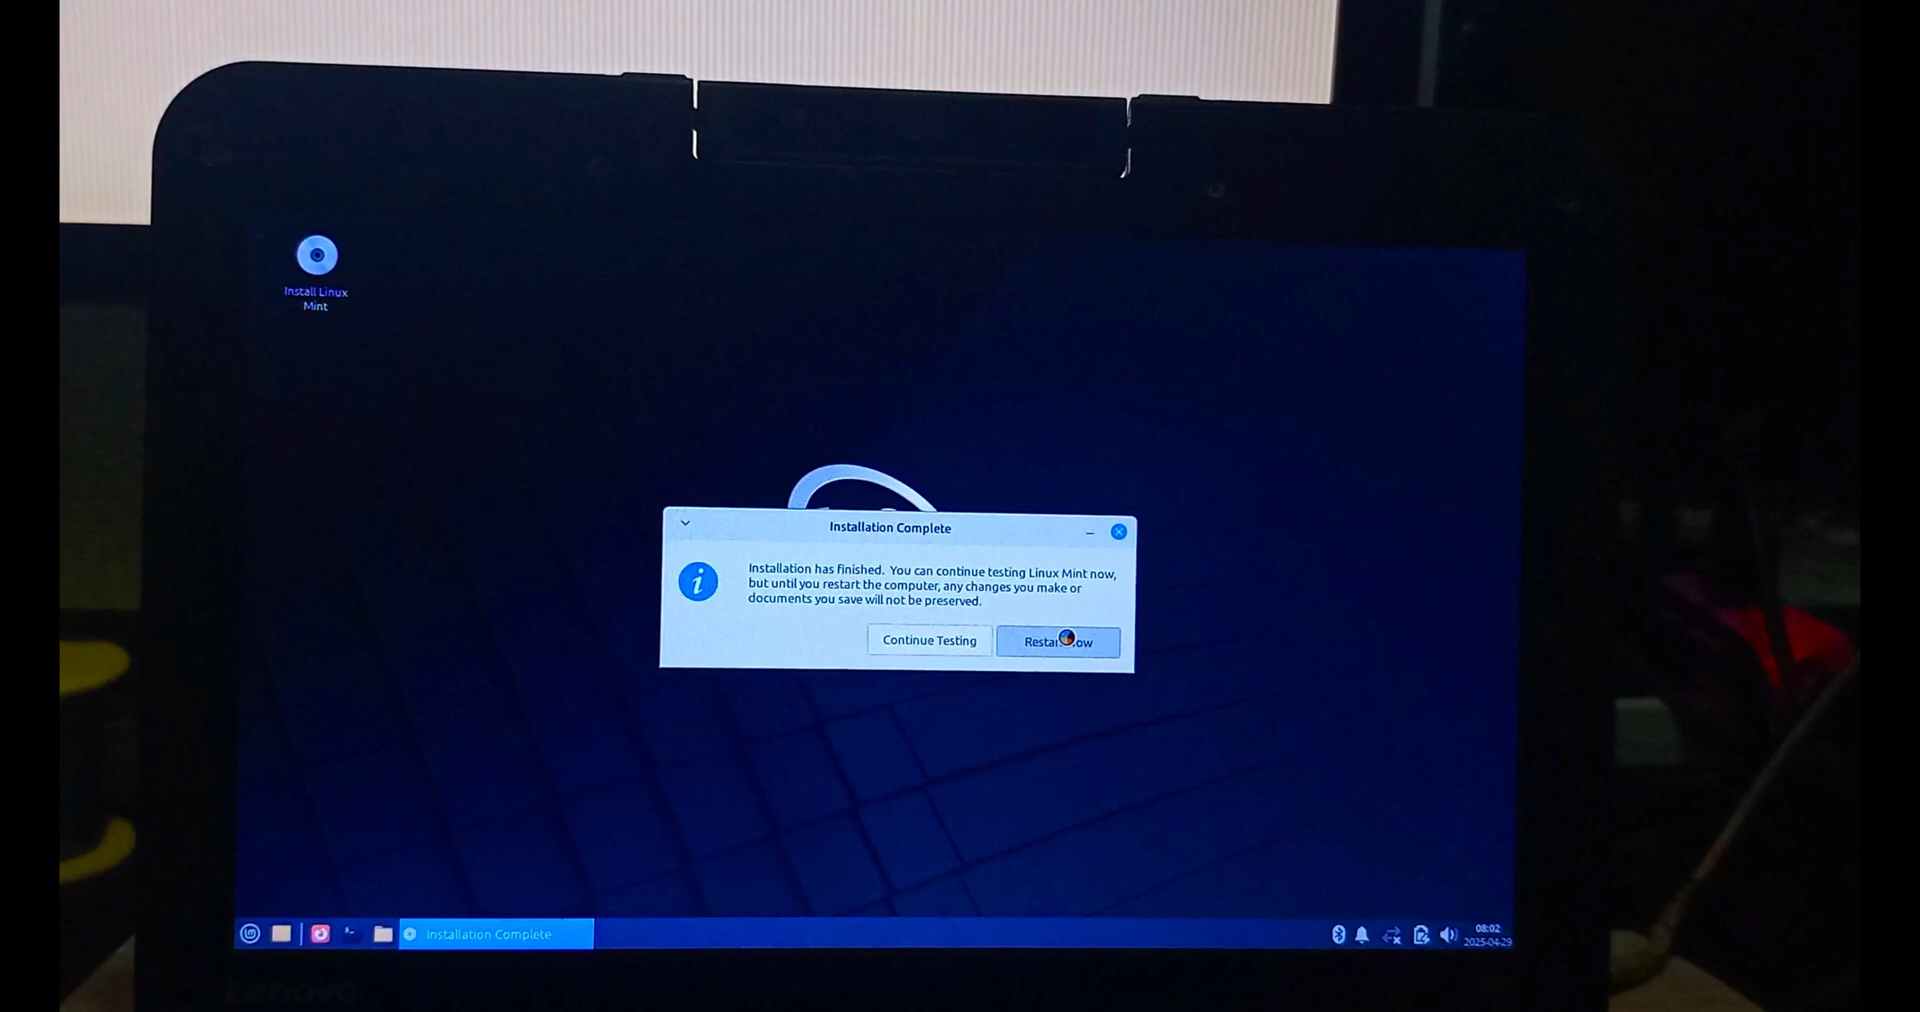 Install Linux
Mint
Installation Complete
Installation has finished. You can continue testing Linux Mint now,
but until you restart the computer, any changes you make or
documents you save will not be preserved.
Continue Testing
Installation Complete
08:02
2025-04-29
Lenovo